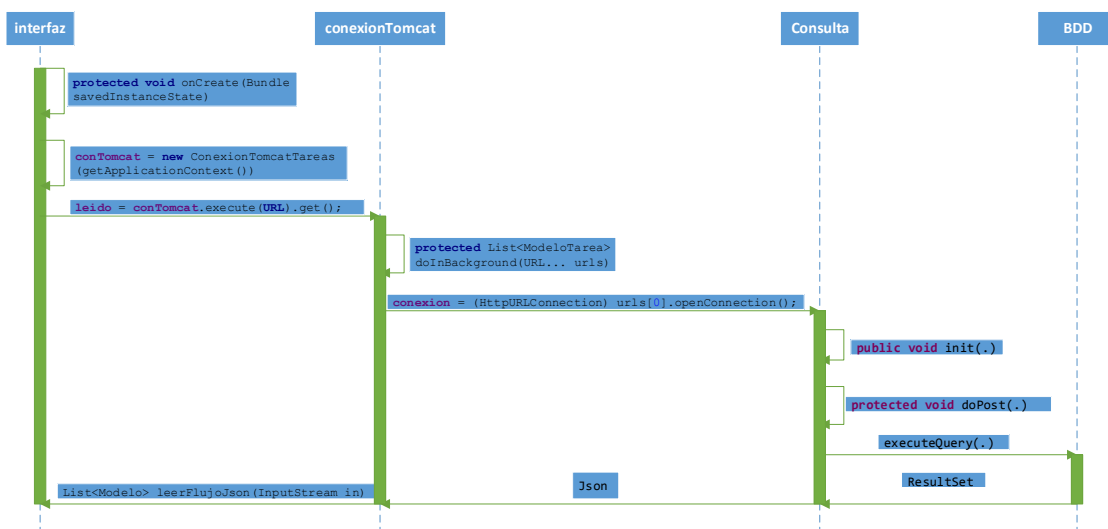 interfaz
conexionTomcat
Consulta
BDD
protected void onCreate(Bundle
savedInstanceState)
conTomcat = new ConexionTomcatTareas
(getApplicationContext())
leido = conTomcat.execute(URL).get();
protected List<ModeloTarea>
doInBackground(URL... urls)
conexion = (HttpURLConnection) urls[0].openConnection();
public void init(.)
protected void doPost(.)
executeQuery(.)
ResultSet
Json
List<Modelo> leerFlujoJson(InputStream in)